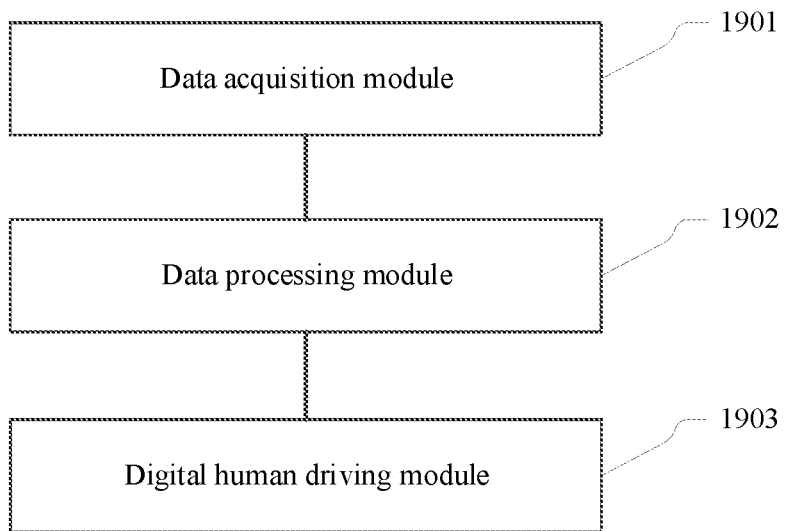 1901
Data acquisition module
1902
Data processing module
1903
Digital human driving module